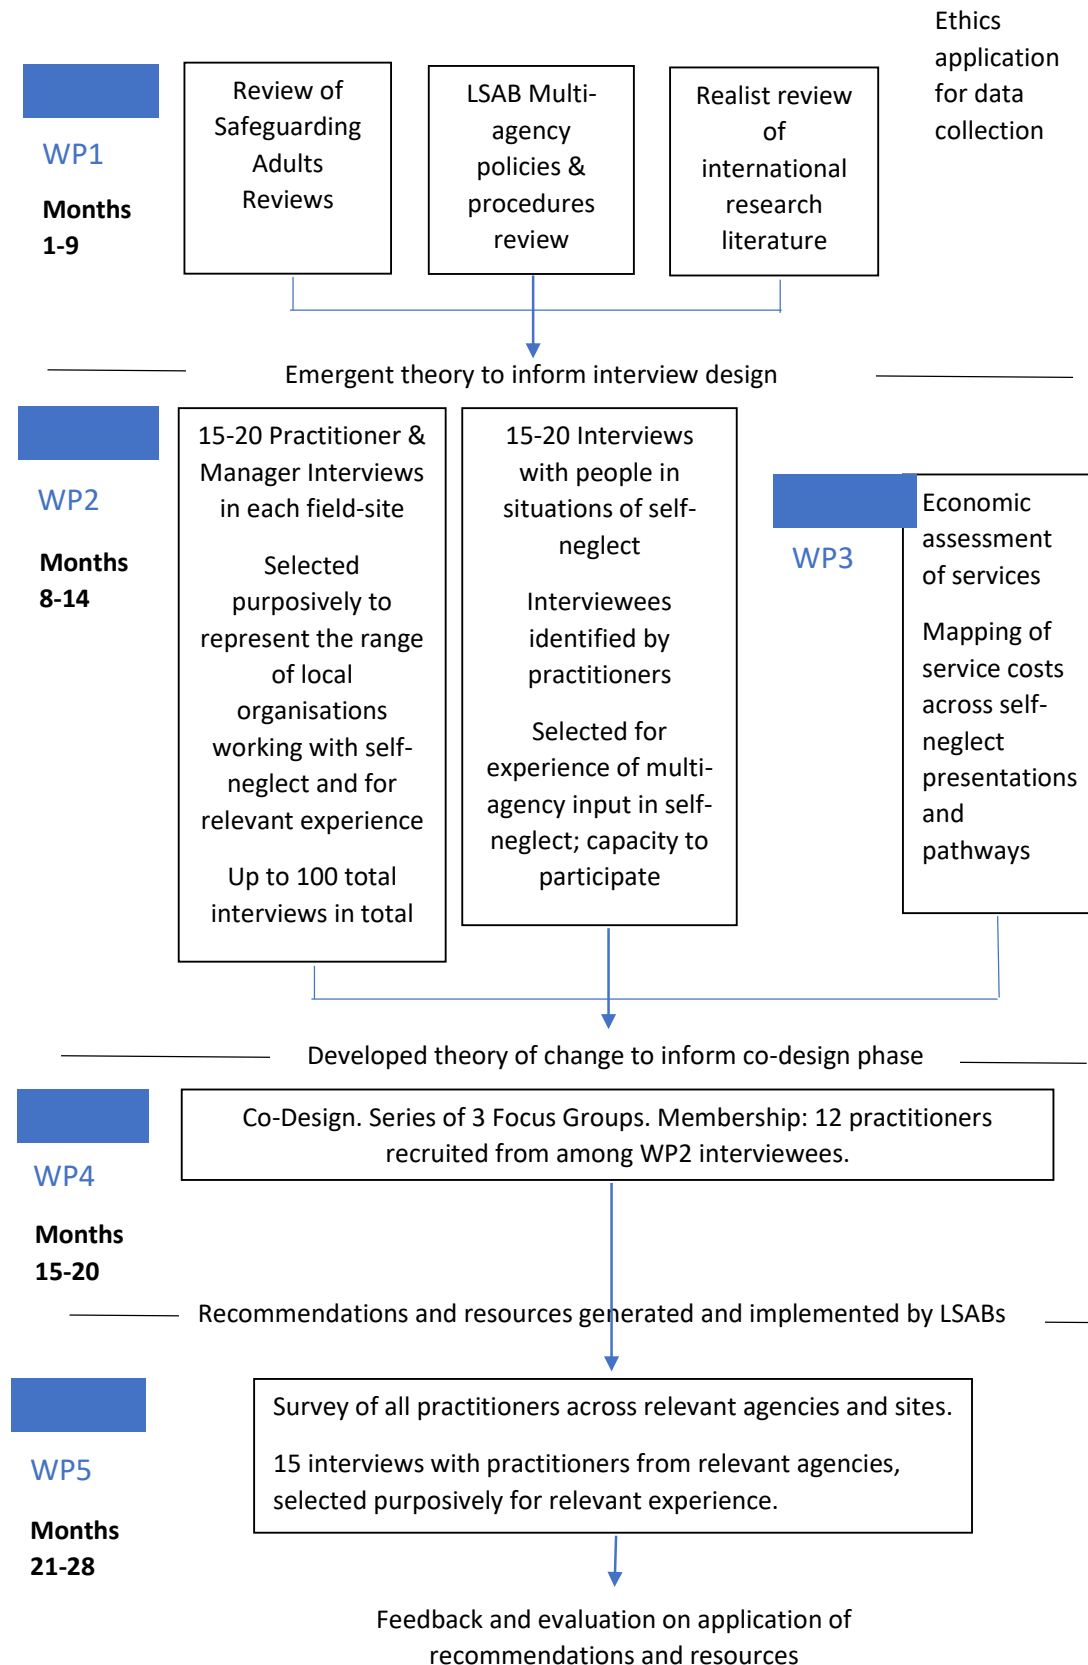 Ethics
application
for data
collection
WP1
Months
1-9
Review of
Safeguarding
Adults
Reviews
LSAB Multi-
agency
policies &
procedures
review
Realist review
of
international
research
literature
Emergent theory to inform interview design
WP2
Months
8-14
15-20 Practitioner &
Manager Interviews
in each field-site
Selected
purposively to
represent the range
of local
organisations
working with self-
neglect and for
relevant experience
Up to 100 total
interviews in total
15-20 Interviews
with people in
situations of self-
neglect
Interviewees
identified by
practitioners
Selected for
experience of multi-
agency input in self-
neglect; capacity to
participate
WP3
Economic
assessment
of services
Mapping of
service costs
across self-
neglect
presentations
and
pathways
Developed theory of change to inform co-design phase
WP4
Months
15-20
Co-Design. Series of 3 Focus Groups. Membership: 12 practitioners
recruited from among WP2 interviewees.
Recommendations and resources generated and implemented by LSABs
WP5
Months
21-28
Survey of all practitioners across relevant agencies and sites.
15 interviews with practitioners from relevant agencies,
selected purposively for relevant experience.
Feedback and evaluation on application of
recommendations and resources